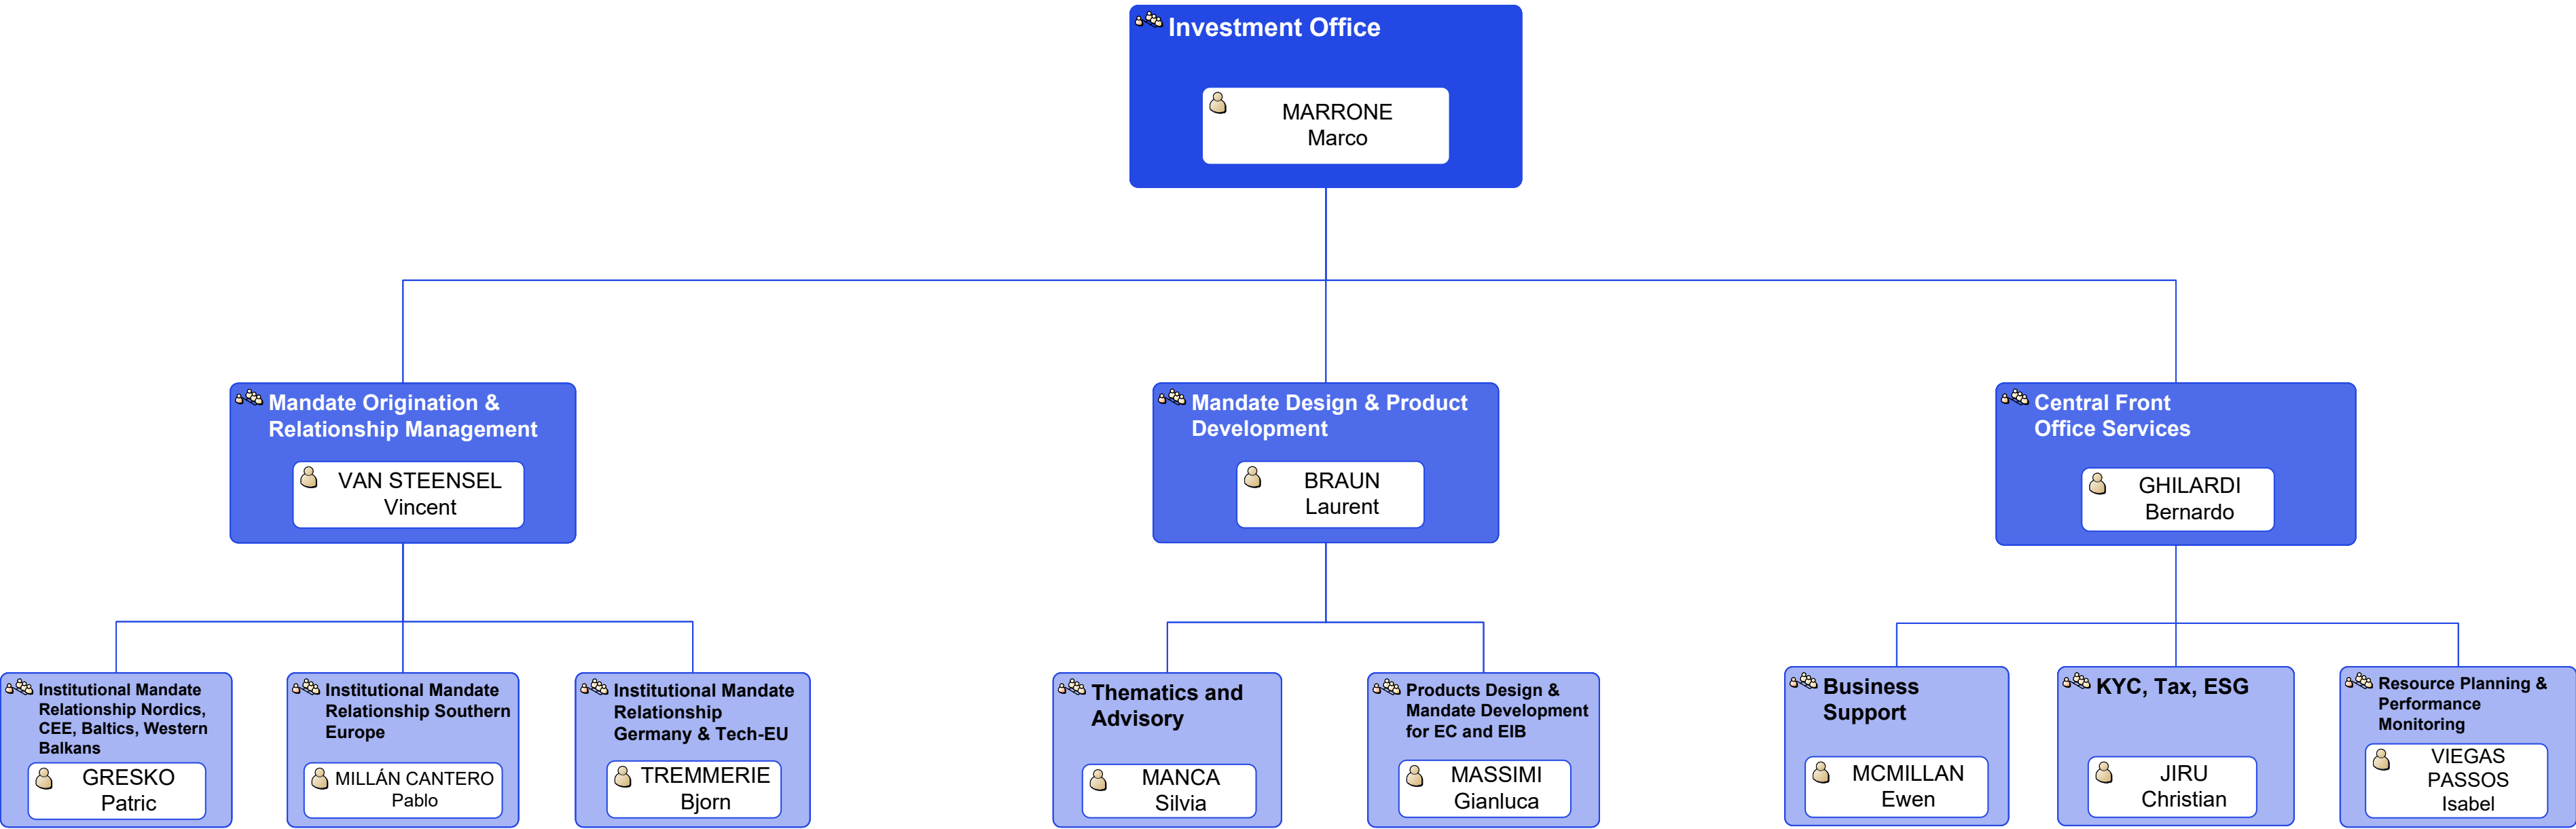 Investment Office
MARRONE
Marco
Mandate Origination &
Relationship Management
VAN STEENSEL
Vincent
Mandate Design & Product
Development
BRAUN
Laurent
Central Front
Office Services
GHILARDI
Bernardo
Institutional Mandate
Relationship Nordics,
CEE, Baltics, Western
Balkans
GRESKO
Patric
Institutional Mandate
Relationship Southern
Europe
MILLÁN CANTERO
Pablo
Institutional Mandate
Relationship
Germany & Tech-EU
TREMMERIE
Bjorn
Thematics and
Advisory
MANCA
Silvia
Products Design &
Mandate Development
for EC and EIB
MASSIMI
Gianluca
Business
Support
MCMILLAN
Ewen
KYC, Tax, ESG
JIRU
Christian
Resource Planning &
Performance
Monitoring
VIEGAS
PASSOS
Isabel